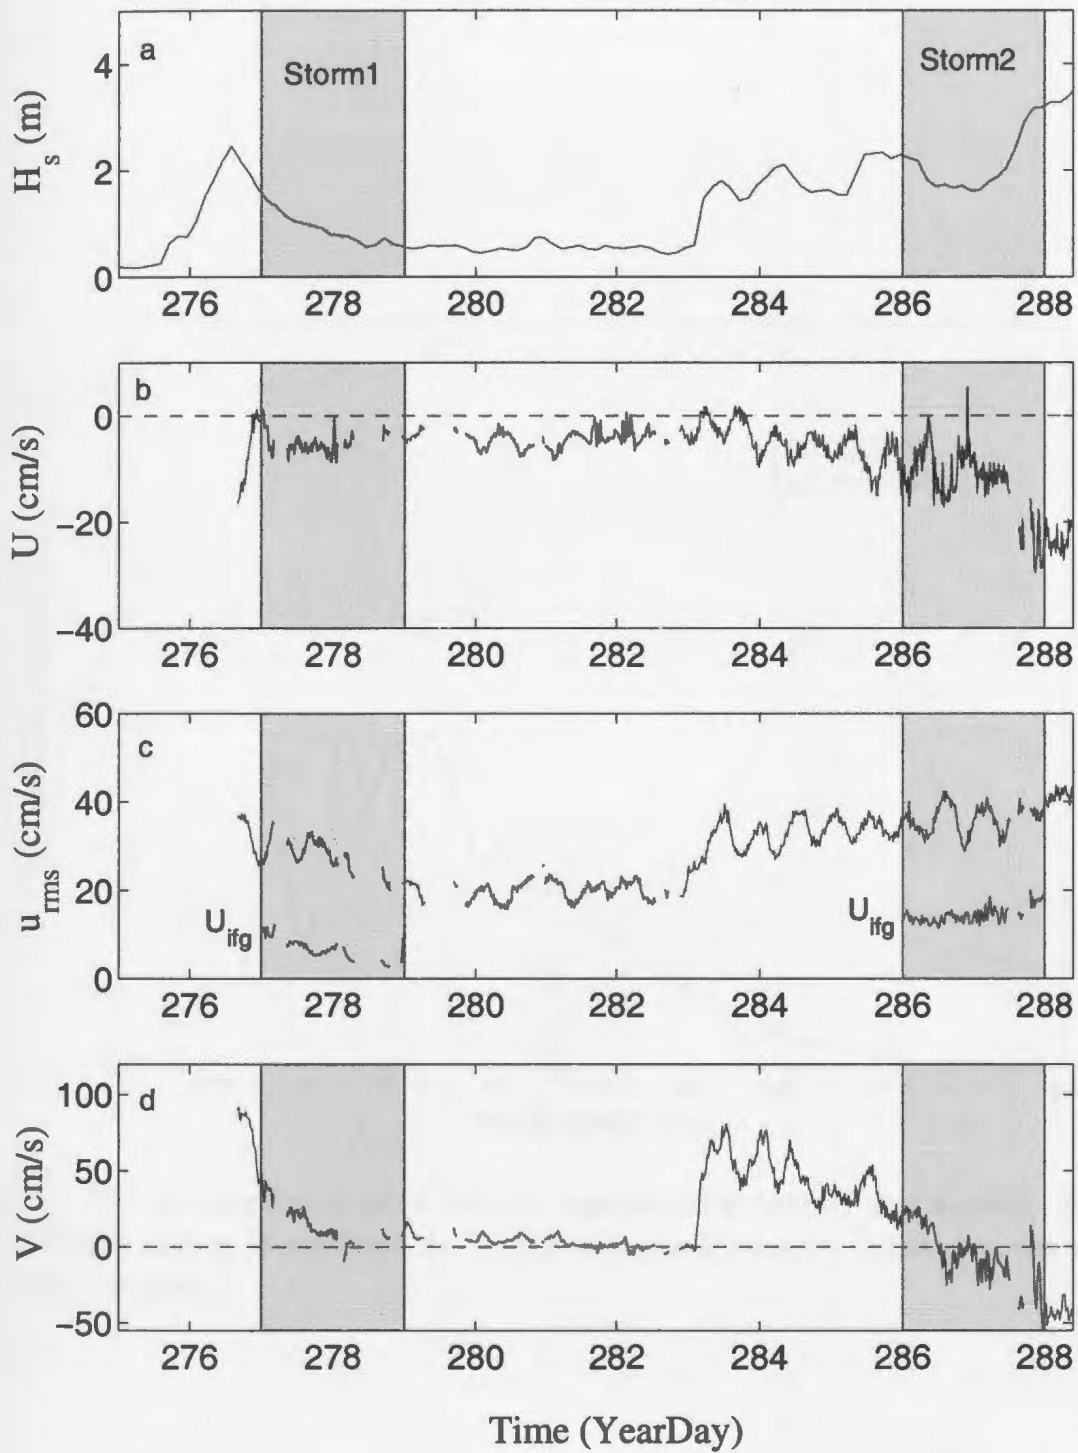 a
Storm1
Storm2
H_s (m)
4
2
0
276 278 280 282 284 286 288
b
U (cm/s)
0
−20
−40
276 278 280 282 284 286 288
c
u_rms (cm/s)
60
40
20
0
U_ifg
U_ifg
276 278 280 282 284 286 288
d
V (cm/s)
100
50
0
−50
276 278 280 282 284 286 288
Time (YearDay)